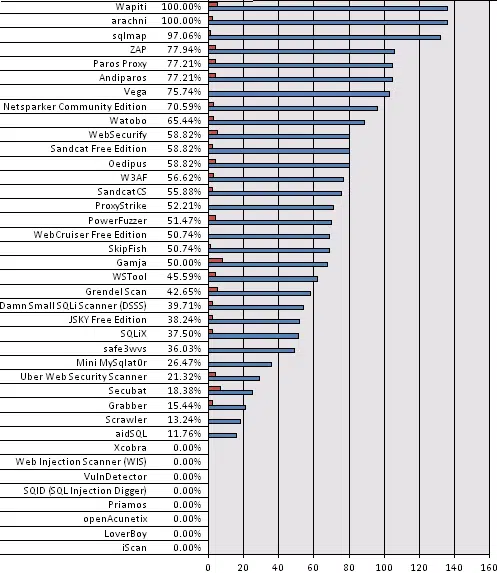 Wapiti 100.00%
arachni 100.00%
sqlmap 97.06%
ZAP 77.94%
Paros Proxy 77.21%
Andiparos 77.21%
Vega 75.74%
Netsparker Community Edition 70.59%
Watobo 65.44%
WebSecurify 58.82%
Sandcat Free Edition 58.82%
Oedipus 58.82%
W3AF 56.62%
SandcatCS 55.88%
ProxyStrike 52.21%
PowerFuzzer 51.47%
WebCruiser Free Edition 50.74%
SkipFish 50.74%
Gamja 50.00%
WSTool 45.59%
Grendel Scan 42.65%
Damn Small SQLi Scanner (DSSS) 39.71%
JSKY Free Edition 38.24%
SQLiX 37.50%
safe3wvs 36.03%
Mini MySqlat0r 26.47%
Uber Web Security Scanner 21.32%
Secubat 18.38%
Grabber 15.44%
Scrawler 13.24%
aidSQL 11.76%
Xcobra 0.00%
Web Injection Scanner (WIS) 0.00%
VulnDetector 0.00%
SQID (SQL Injection Digger) 0.00%
Priamos 0.00%
openAcunetix 0.00%
LoverBoy 0.00%
iScan 0.00%
0 20 40 60 80 100 120 140 160